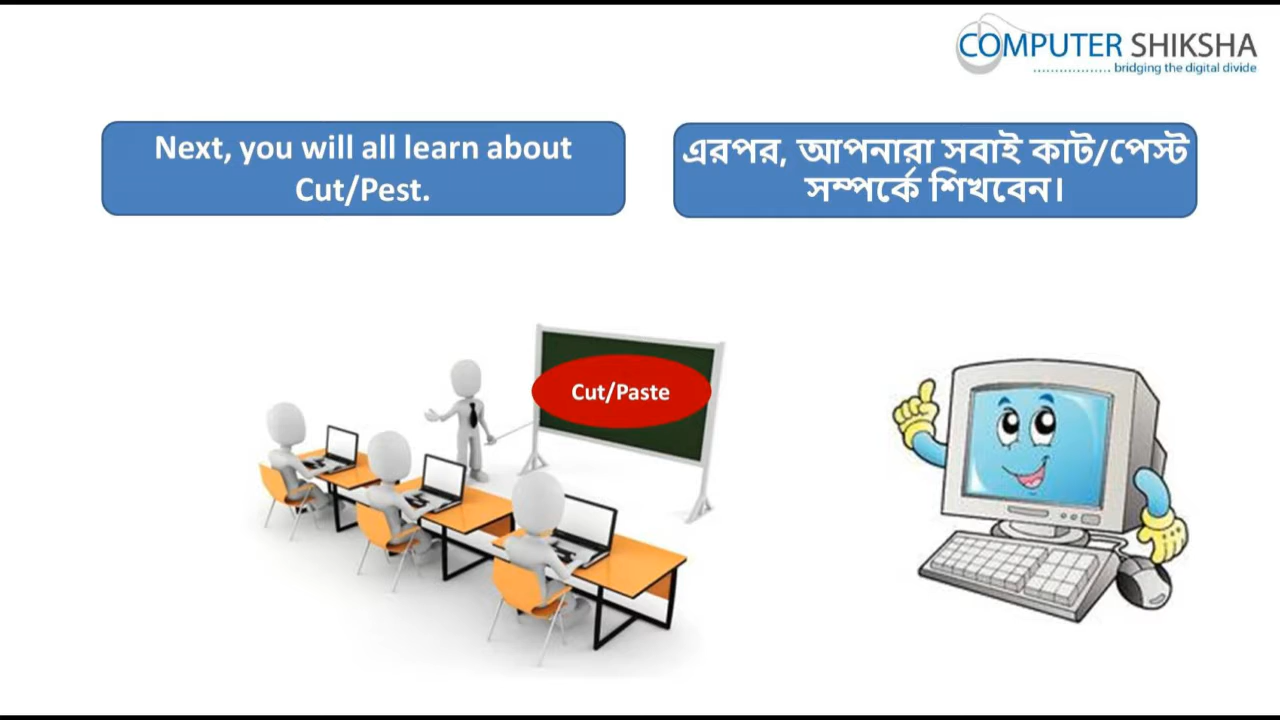 COMPUTER SHIKSHA
.................. bridging the digital divide
Next, you will all learn about
Cut/Pest.
এরপর, আপনারা সবাই কাট/পেস্ট
সম্পর্কে শিখবেন।
Cut/Paste